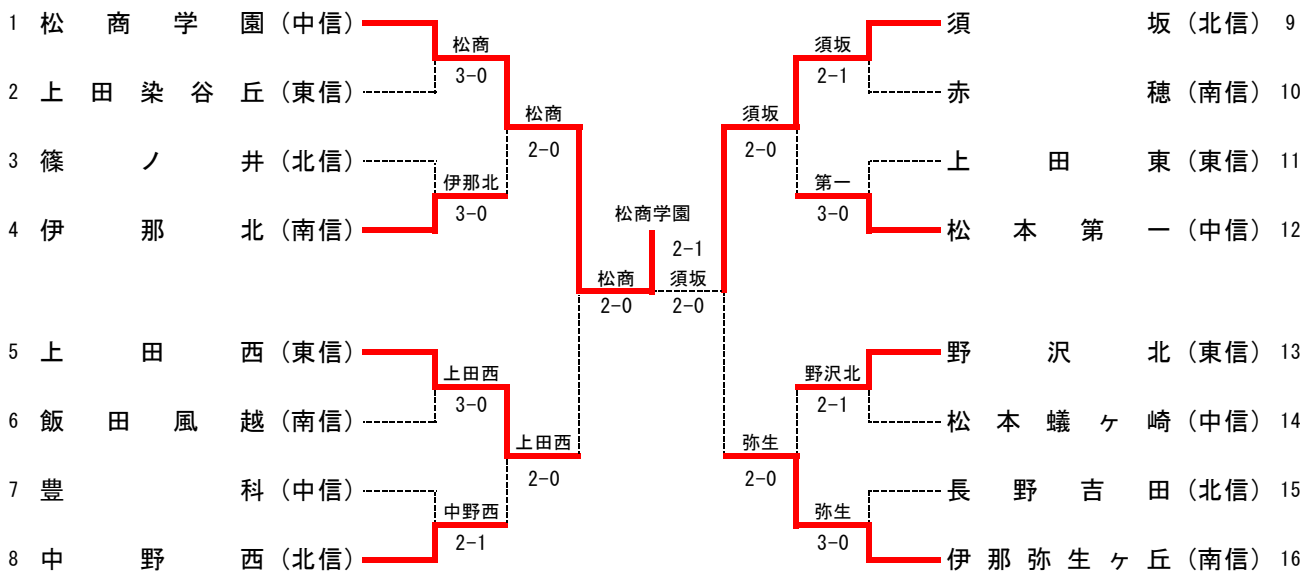 1 松商学園(中信)
2 上田染谷丘(東信)
3 篠ノ井(北信)
4 伊那北(南信)
5 上田西(東信)
6 飯田風越(南信)
7 豊科(中信)
8 中野西(北信)
松商
3-0
伊那北
3-0
上田西
3-0
中野西
2-1
松商
2-0
上田西
2-0
松商学園
2-1
松商
2-0
須坂
2-0
須坂
2-0
弥生
2-0
須坂
2-1
第一
3-0
野沢北
2-1
弥生
3-0
須坂(北信) 9
赤穂(南信) 10
上田東(東信) 11
松本第一(中信) 12
野沢北(東信) 13
松本蟻ヶ崎(中信) 14
長野吉田(北信) 15
伊那弥生ヶ丘(南信) 16